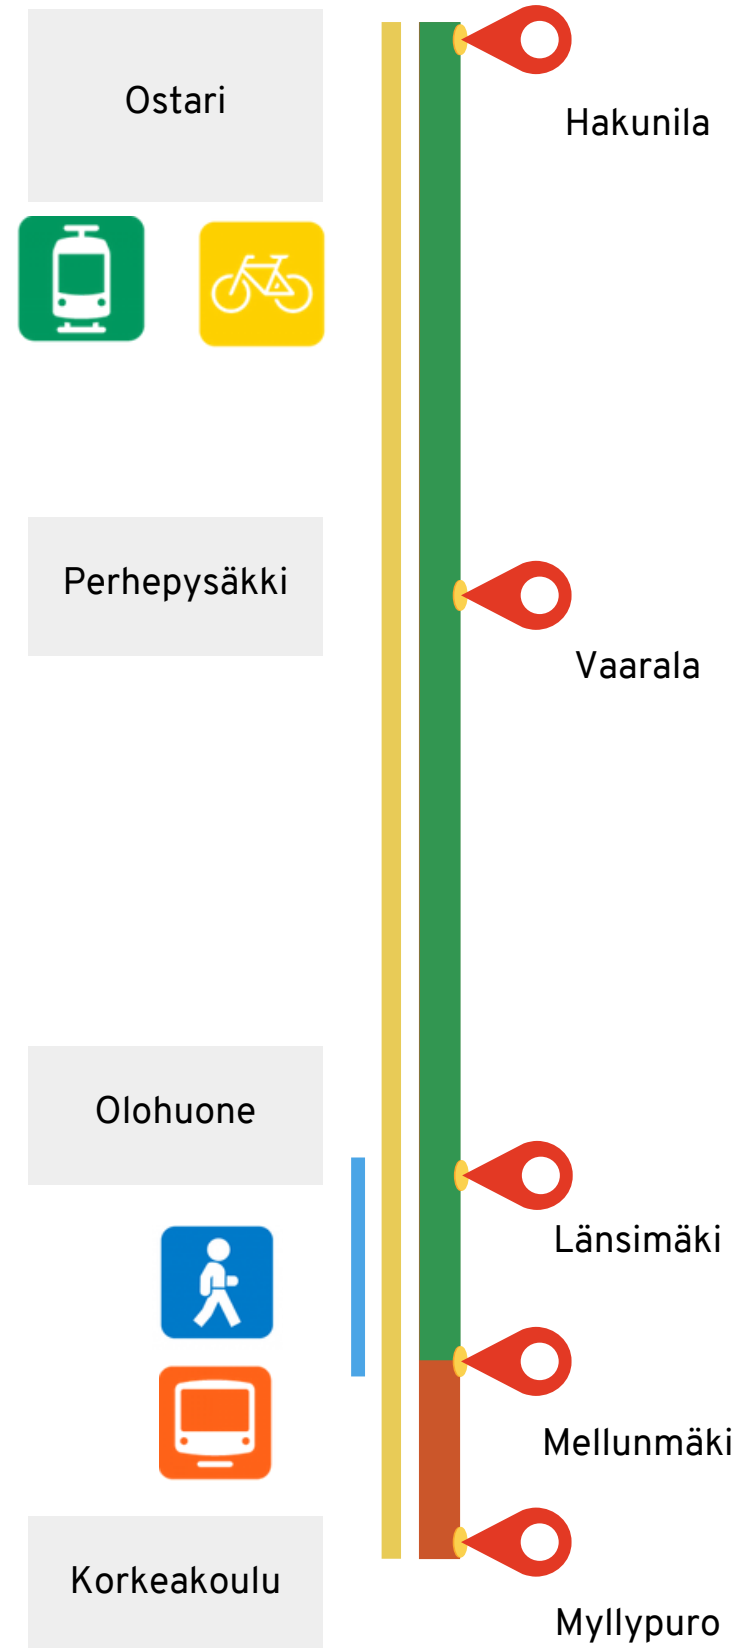 Ostari
Hakunila
Perhepysäkki
Vaarala
Olohuone
Länsimäki
Mellunmäki
Korkeakoulu
Myllypuro